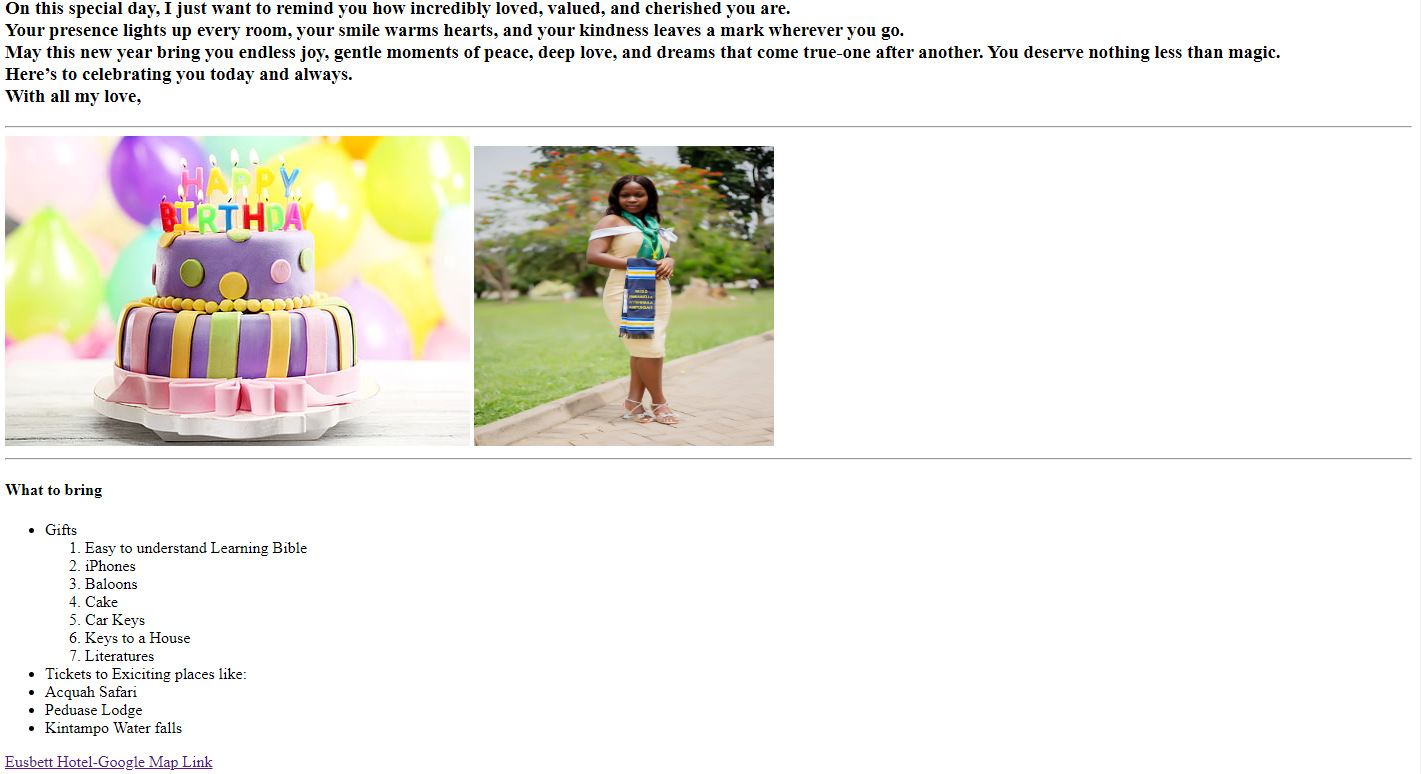 On this special day, I just want to remind you how incredibly loved, valued, and cherished you are.
Your presence lights up every room, your smile warms hearts, and your kindness leaves a mark wherever you go.
May this new year bring you endless joy, gentle moments of peace, deep love, and dreams that come true-one after another. You deserve nothing less than magic.
Here’s to celebrating you today and always.
With all my love,
HAPPY
BIRTHDAY
What to bring
• Gifts
1. Easy to understand Learning Bible
2. iPhones
3. Baloons
4. Cake
5. Car Keys
6. Keys to a House
7. Literatures
• Tickets to Exiciting places like:
• Acquah Safari
• Peduase Lodge
• Kintampo Water falls
Eusbett Hotel-Google Map Link